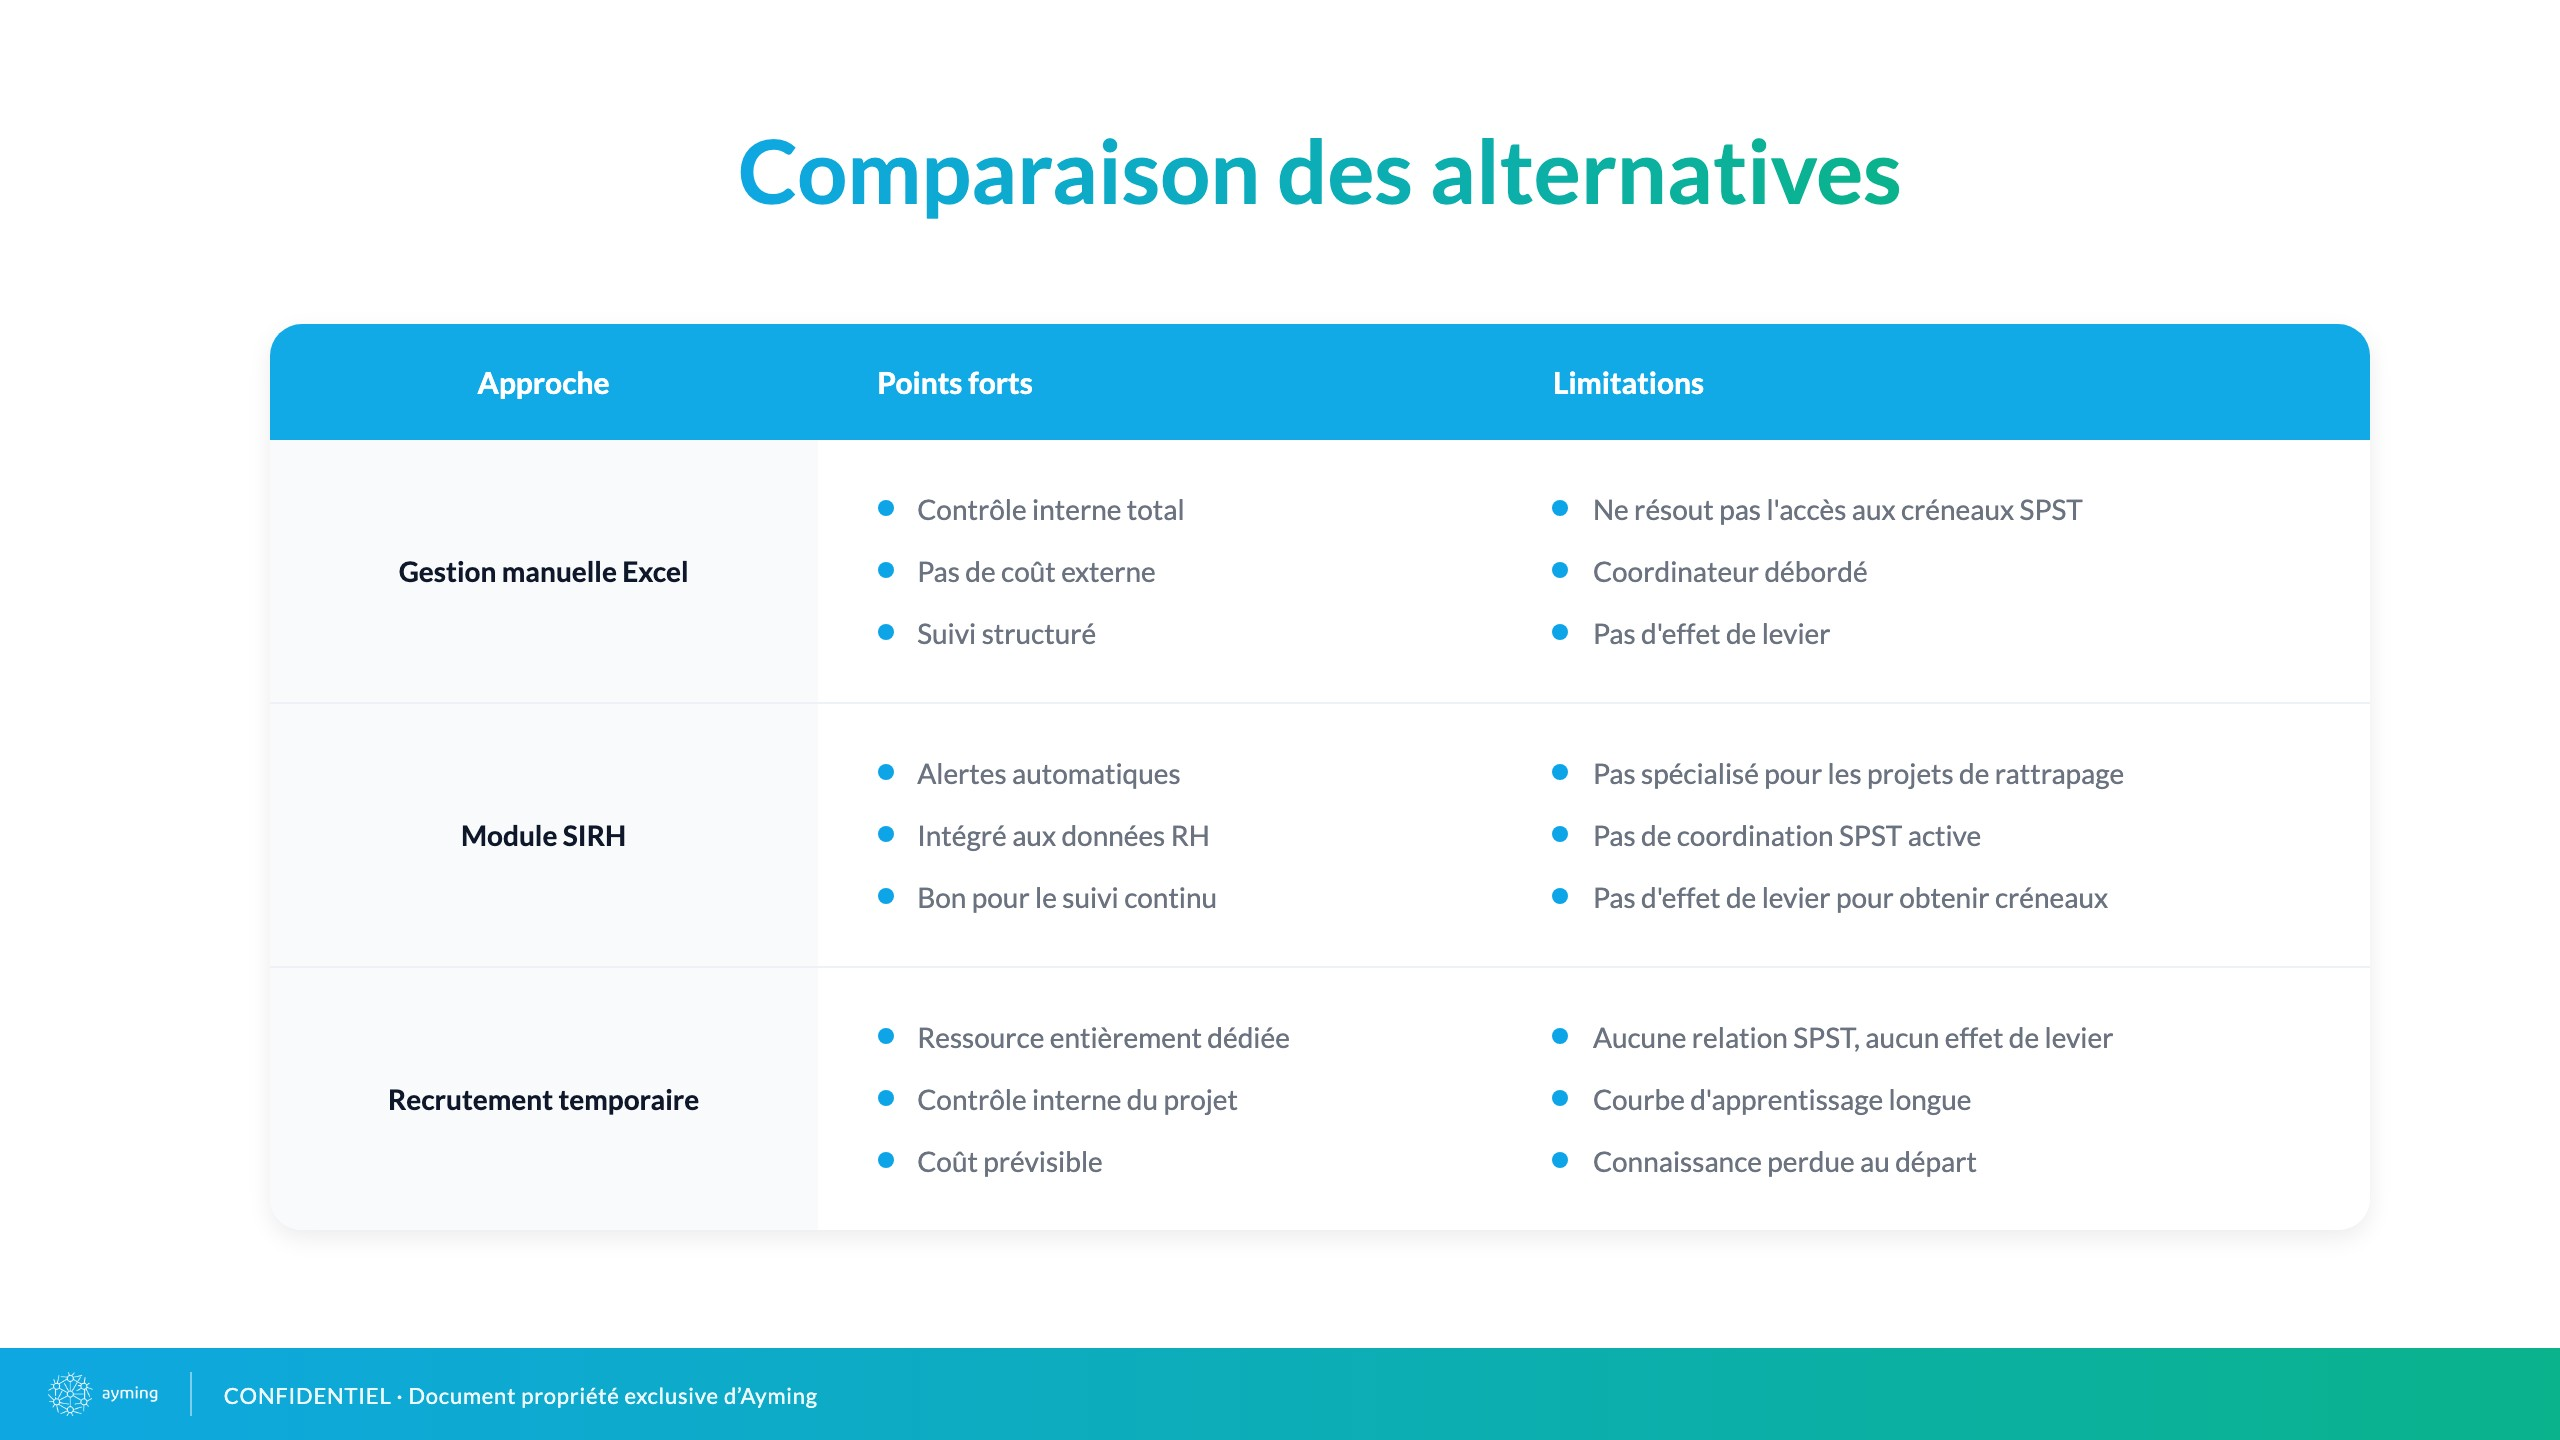 Comparaison des alternatives
Approche
Points forts
Limitations
Gestion manuelle Excel
Contrôle interne total
Pas de coût externe
Suivi structuré
Ne résout pas l'accès aux créneaux SPST
Coordinateur débordé
Pas d'effet de levier
Module SIRH
Alertes automatiques
Intégré aux données RH
Bon pour le suivi continu
Pas spécialisé pour les projets de rattrapage
Pas de coordination SPST active
Pas d'effet de levier pour obtenir créneaux
Recrutement temporaire
Ressource entièrement dédiée
Contrôle interne du projet
Coût prévisible
Aucune relation SPST, aucun effet de levier
Courbe d'apprentissage longue
Connaissance perdue au départ
ayming
CONFIDENTIEL · Document propriété exclusive d’Ayming